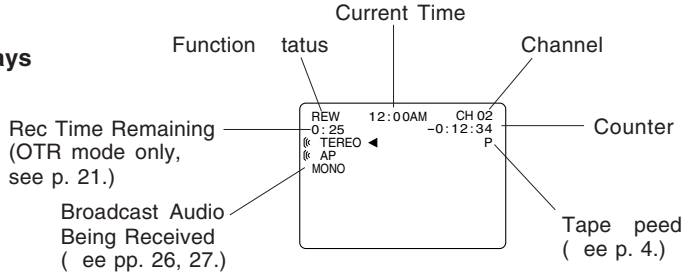 Current Time
Function tatus
Channel
ays
REW 12:00AM CH 02
0:25 -0:12:34
TEREO ◀ P
AP
MONO
Rec Time Remaining
(OTR mode only,
see p. 21.)
Counter
Broadcast Audio
Being Received
( ee pp. 26, 27.)
Tape peed
( ee p. 4.)